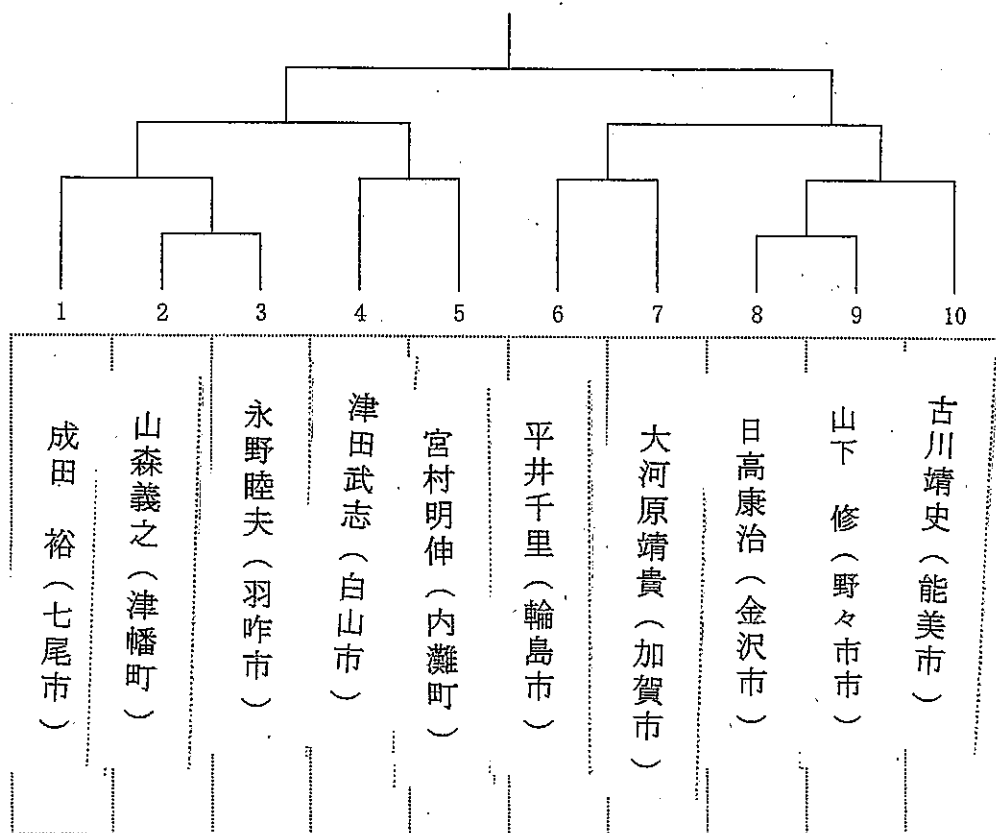 1 2 3 4 5 6 7 8 9 10
成田　裕（七尾市）
山森義之（津幡町）
永野睦夫（羽咋市）
津田武志（白山市）
宮村明伸（内灘町）
平井千里（輪島市）
大河原靖貴（加賀市）
日高康治（金沢市）
山下　修（野々市市）
古川靖史（能美市）